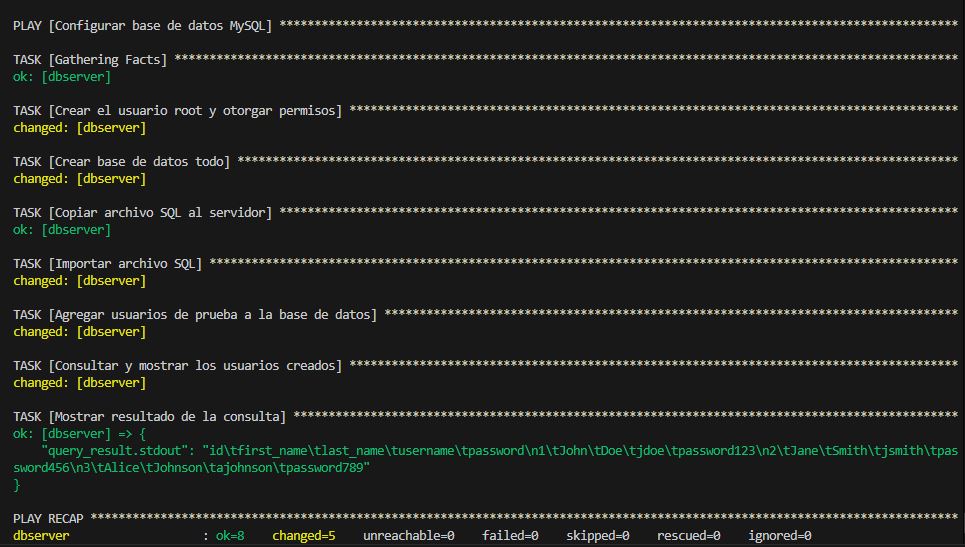 PLAY [Configurar base de datos MySQL] *************************************************************************************************
TASK [Gathering Facts] ****************************************************************************************************************
ok: [dbserver]
TASK [Crear el usuario root y otorgar permisos] ***************************************************************************************
changed: [dbserver]
TASK [Crear base de datos todo] *******************************************************************************************************
changed: [dbserver]
TASK [Copiar archivo SQL al servidor] *************************************************************************************************
ok: [dbserver]
TASK [Importar archivo SQL] ***********************************************************************************************************
changed: [dbserver]
TASK [Agregar usuarios de prueba a la base de datos] **********************************************************************************
changed: [dbserver]
TASK [Consultar y mostrar los usuarios creados] ***************************************************************************************
changed: [dbserver]
TASK [Mostrar resultado de la consulta] ***********************************************************************************************
ok: [dbserver] => {
    "query_result.stdout": "id\tfirst_name\tlast_name\tusername\tpassword\n1\tJohn\tDoe\tjdoe\tpassword123\n2\tJane\tSmith\tjsmith\tpas
sword456\n3\tAlice\tJohnson\tajohnson\tpassword789"
}
PLAY RECAP ****************************************************************************************************************************
dbserver                   : ok=8    changed=5    unreachable=0    failed=0    skipped=0    rescued=0    ignored=0